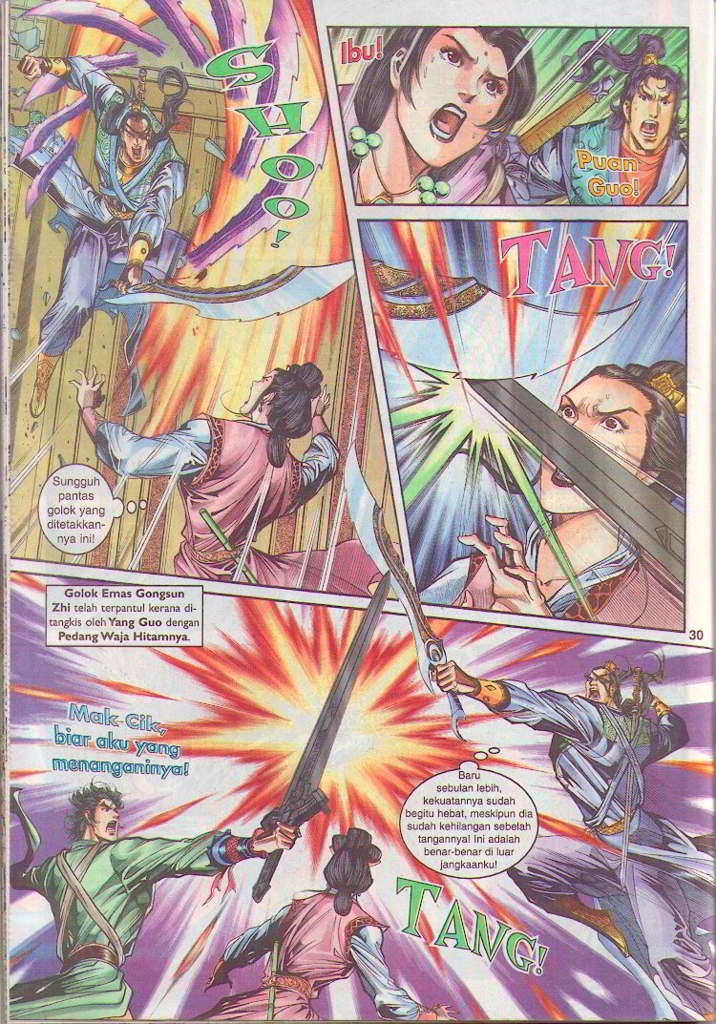 SHOO!
Sungguh
pantas
golok yang
ditetakkan-
nya ini!
Ibu!
Puan
Guo!
TANG!
30
Golok Emas Gongsun
Zhi telah terpantul kerana di-
tangkis oleh Yang Guo dengan
Pedang Waja Hitamnya.
Mak Cik,
biar aku yang
menanganinya!
Baru
sebulan lebih,
kekuatannya sudah
begitu hebat, meskipun dia
sudah kehilangan sebelah
tangannya! Ini adalah
benar-benar di luar
jangkaanku!
TANG!